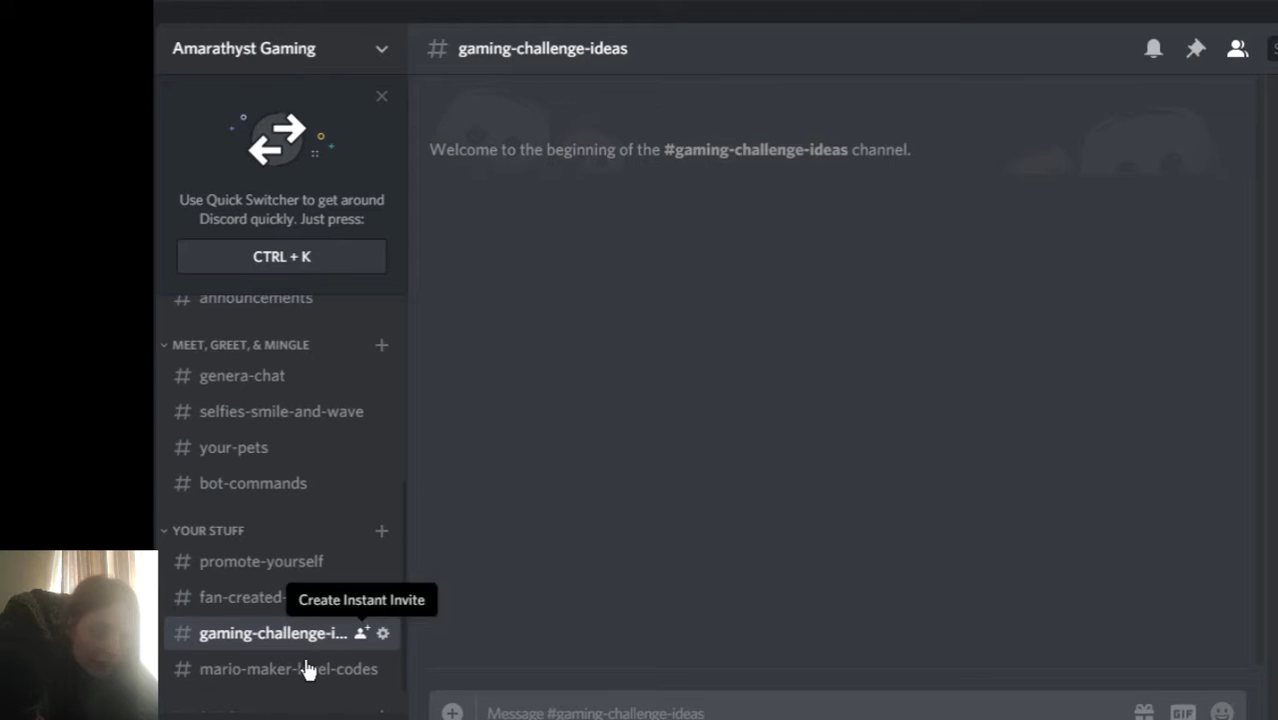 Amarathyst Gaming
# gaming-challenge-ideas
Use Quick Switcher to get around
Discord quickly. Just press:
CTRL + K
Welcome to the beginning of the #gaming-challenge-ideas channel.
# announcements
MEET, GREET, & MINGLE +
# genera-chat
# selfies-smile-and-wave
# your-pets
# bot-commands
YOUR STUFF +
# promote-yourself
# fan-created-
Create Instant Invite
# gaming-challenge-i...
# mario-maker-level-codes
Message #gaming-challenge-ideas
GIF